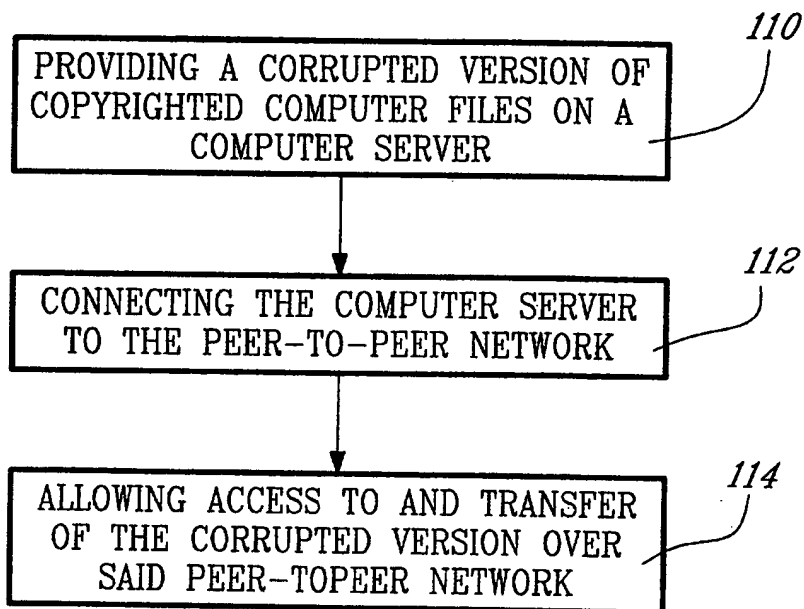 110
PROVIDING A CORRUPTED VERSION OF
COPYRIGHTED COMPUTER FILES ON A
COMPUTER SERVER
112
CONNECTING THE COMPUTER SERVER
TO THE PEER-TO-PEER NETWORK
114
ALLOWING ACCESS TO AND TRANSFER
OF THE CORRUPTED VERSION OVER
SAID PEER-TOPEER NETWORK